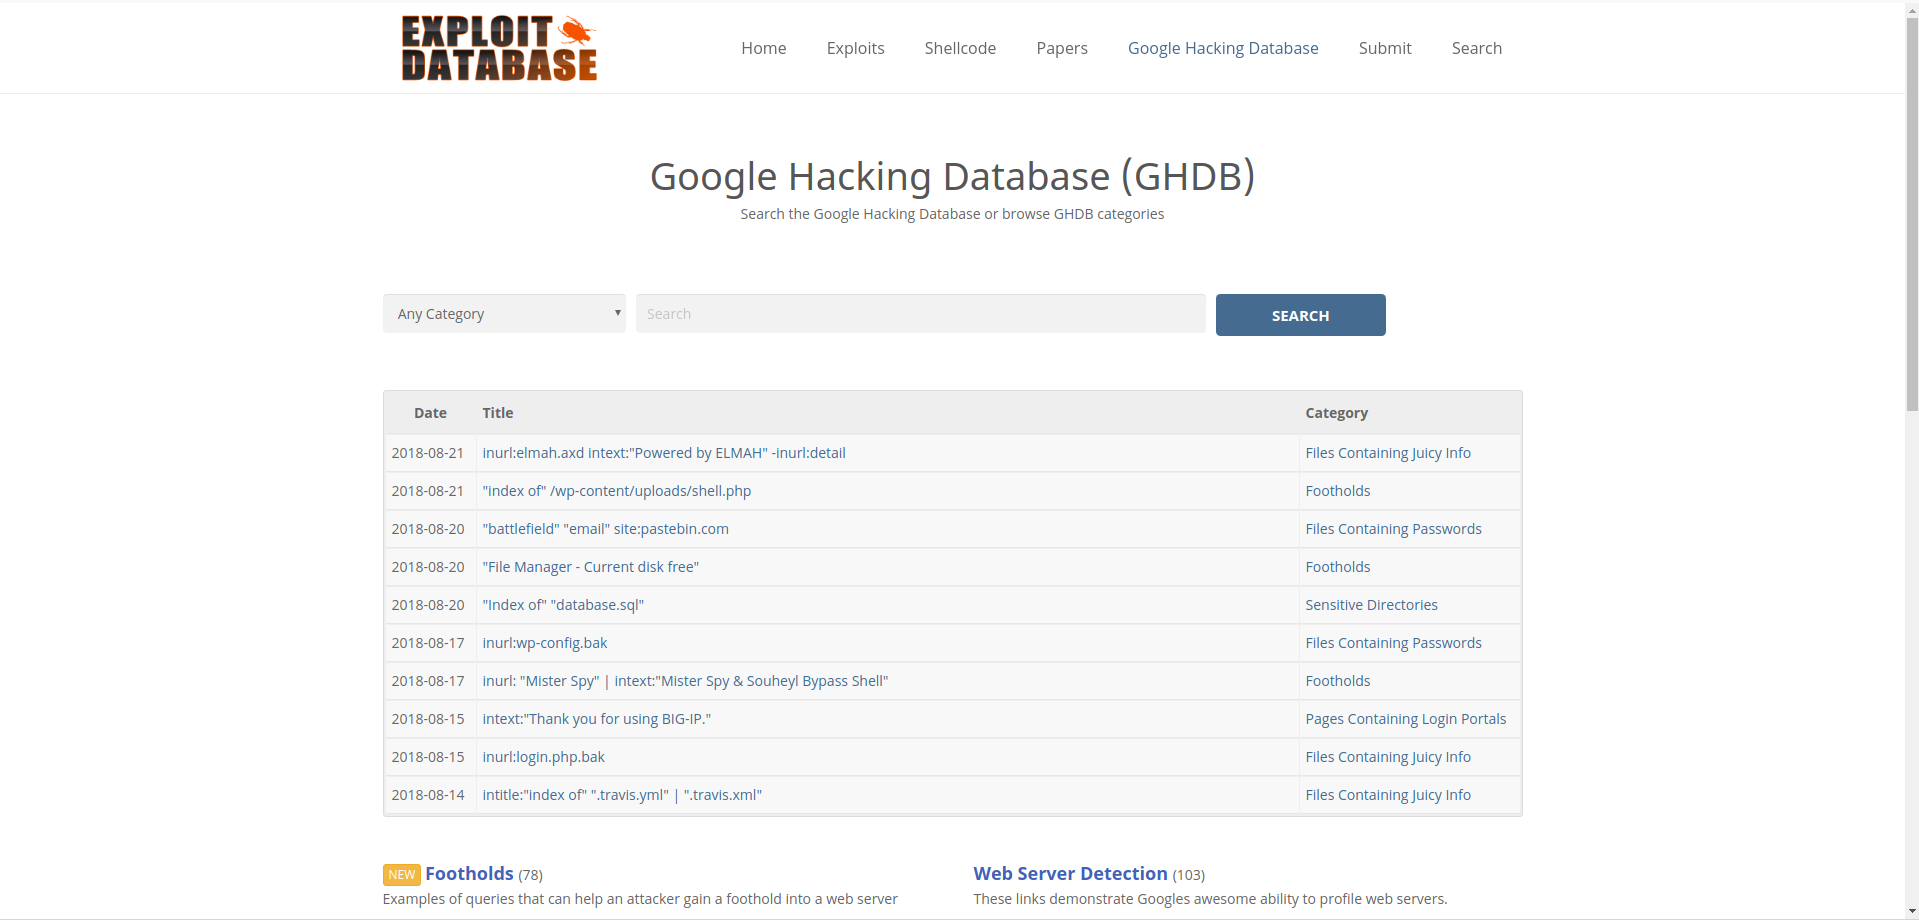 EXPLOIT
DATABASE
Home Exploits Shellcode Papers Google Hacking Database Submit Search
Google Hacking Database (GHDB)
Search the Google Hacking Database or browse GHDB categories
Any Category Search SEARCH
Date Title Category
2018-08-21 inurl:elmah.axd intext:"Powered by ELMAH" -inurl:detail Files Containing Juicy Info
2018-08-21 "index of" /wp-content/uploads/shell.php Footholds
2018-08-20 "battlefield" "email" site:pastebin.com Files Containing Passwords
2018-08-20 "File Manager - Current disk free" Footholds
2018-08-20 "Index of" "database.sql" Sensitive Directories
2018-08-17 inurl:wp-config.bak Files Containing Passwords
2018-08-17 inurl: "Mister Spy" | intext:"Mister Spy & Souheyl Bypass Shell" Footholds
2018-08-15 intext:"Thank you for using BIG-IP." Pages Containing Login Portals
2018-08-15 inurl:login.php.bak Files Containing Juicy Info
2018-08-14 intitle:"index of" ".travis.yml" | ".travis.xml" Files Containing Juicy Info
NEW Footholds (78)
Examples of queries that can help an attacker gain a foothold into a web server
Web Server Detection (103)
These links demonstrate Googles awesome ability to profile web servers.